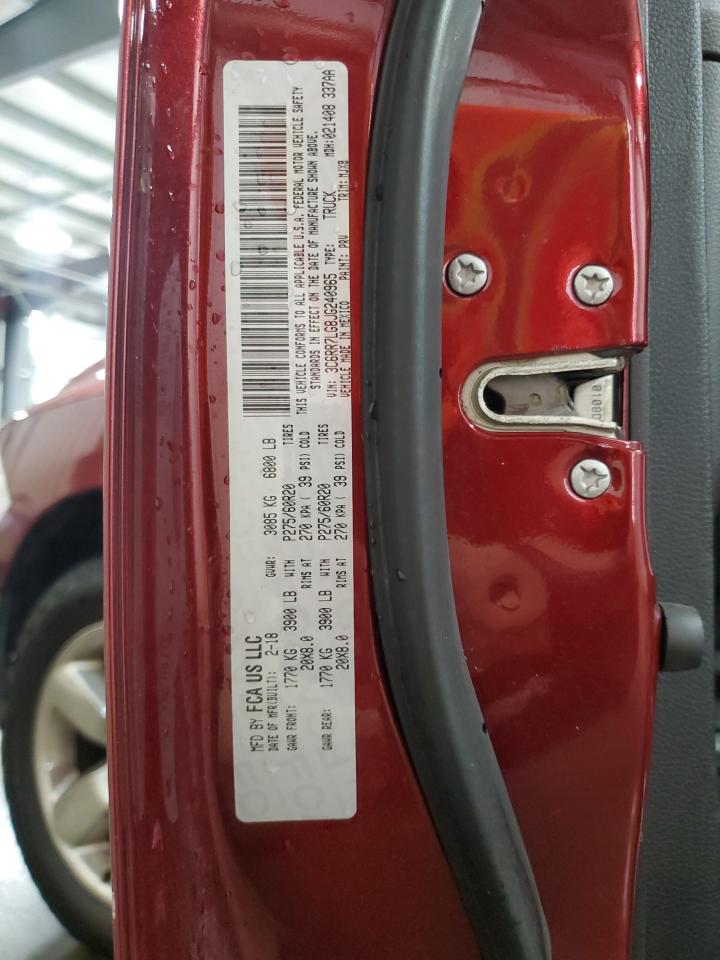 MFD BY FCA US LLC
DATE OF MFR(BUILT): 2-18 GVWR: 3085 KG 6800 LB
GAWR FRONT: 1770 KG 3900 LB WITH P275/60R20 TIRES
20X8.0 RIMS AT 270 KPA ( 39 PSI) COLD
GAWR REAR: 1770 KG 3900 LB WITH P275/60R20 TIRES
20X8.0 RIMS AT 270 KPA ( 39 PSI) COLD
THIS VEHICLE CONFORMS TO ALL APPLICABLE U.S.A. FEDERAL MOTOR VEHICLE SAFETY
STANDARDS IN EFFECT ON THE DATE OF MANUFACTURE SHOWN ABOVE.
VIN: 3C6RR7LG8JG240965 TYPE: TRUCK MDH:021408 337AA
VEHICLE MADE IN MEXICO PAINT: PRV TRIM: MJX8
08010